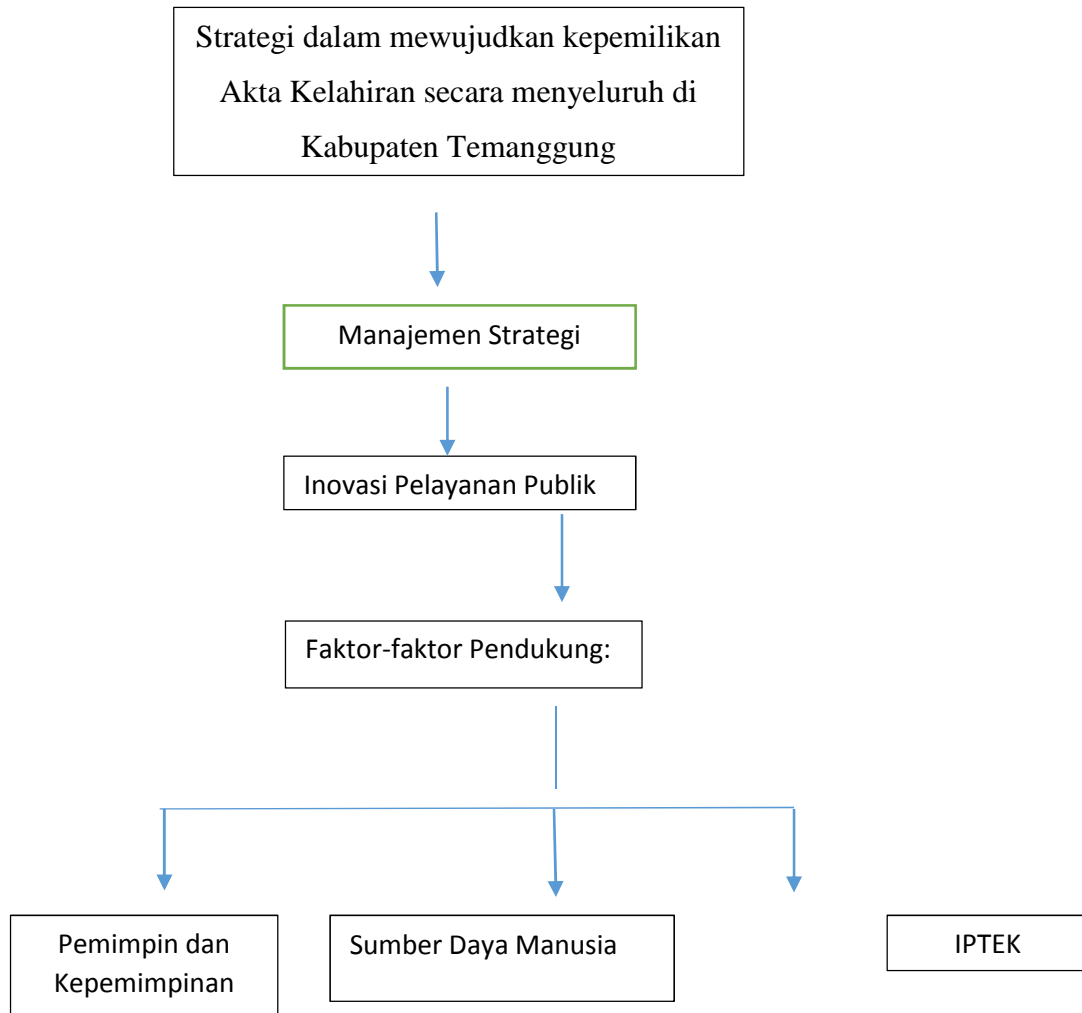 Strategi dalam mewujudkan kepemilikan
Akta Kelahiran secara menyeluruh di
Kabupaten Temanggung
Manajemen Strategi
Inovasi Pelayanan Publik
Faktor-faktor Pendukung:
Pemimpin dan
Kepemimpinan
Sumber Daya Manusia
IPTEK